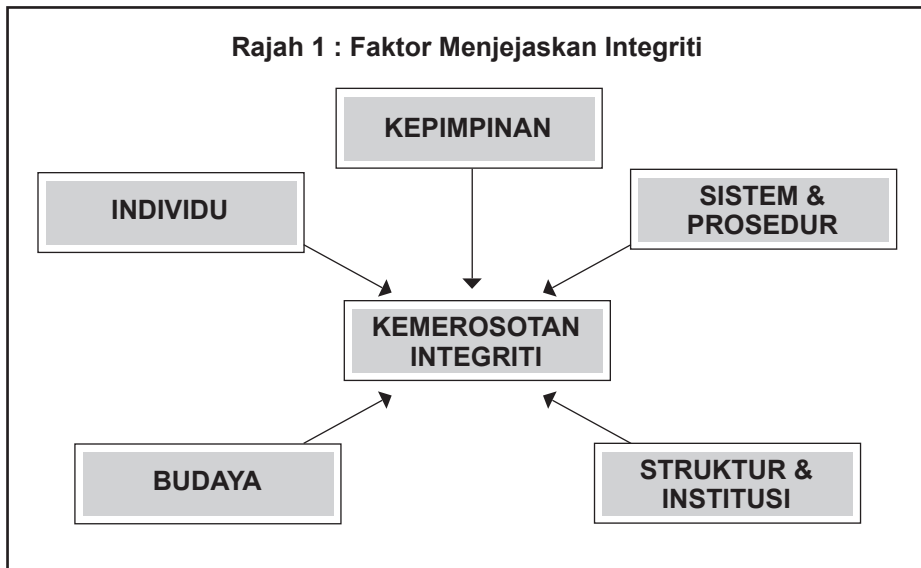 Rajah 1 : Faktor Menjejaskan Integriti
KEPIMPINAN
INDIVIDU
SISTEM &
PROSEDUR
KEMEROSOTAN
INTEGRITI
BUDAYA
STRUKTUR &
INSTITUSI